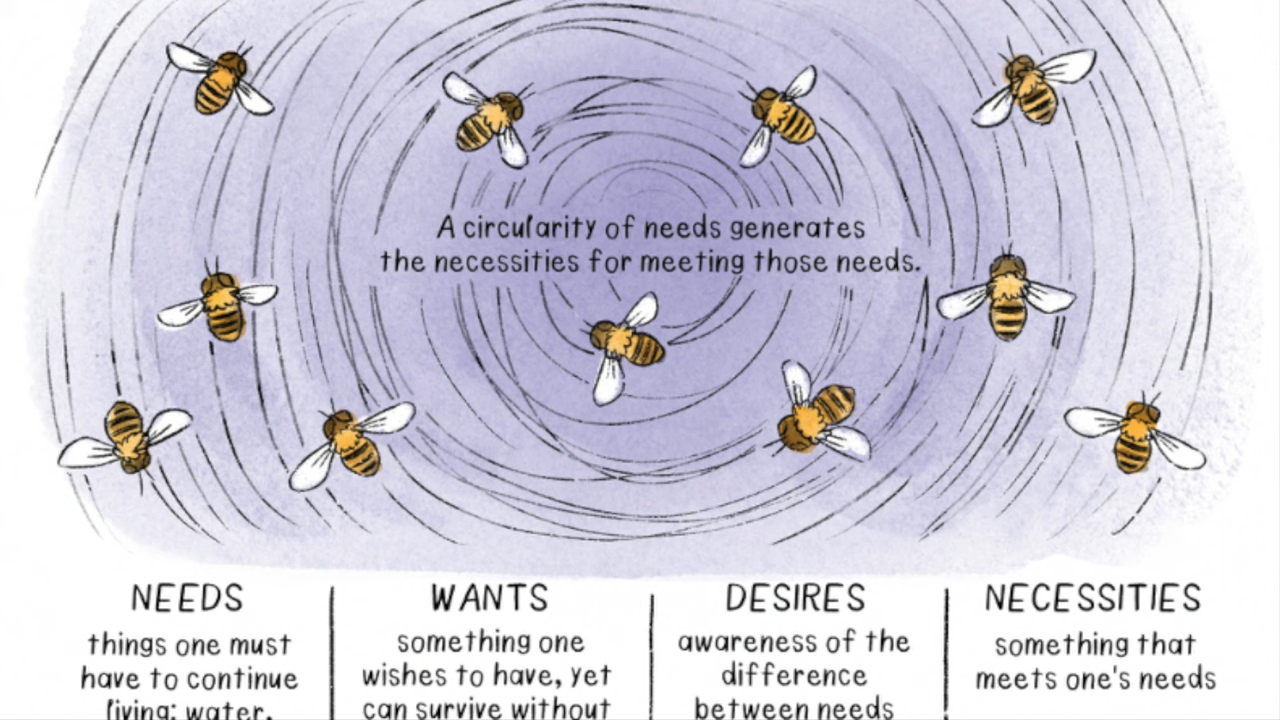 A circularity of needs generates
the necessities for meeting those needs.
NEEDS
things one must
have to continue
living: water,
WANTS
something one
wishes to have, yet
can survive without
DESIRES
awareness of the
difference
between needs
NECESSITIES
something that
meets one's needs